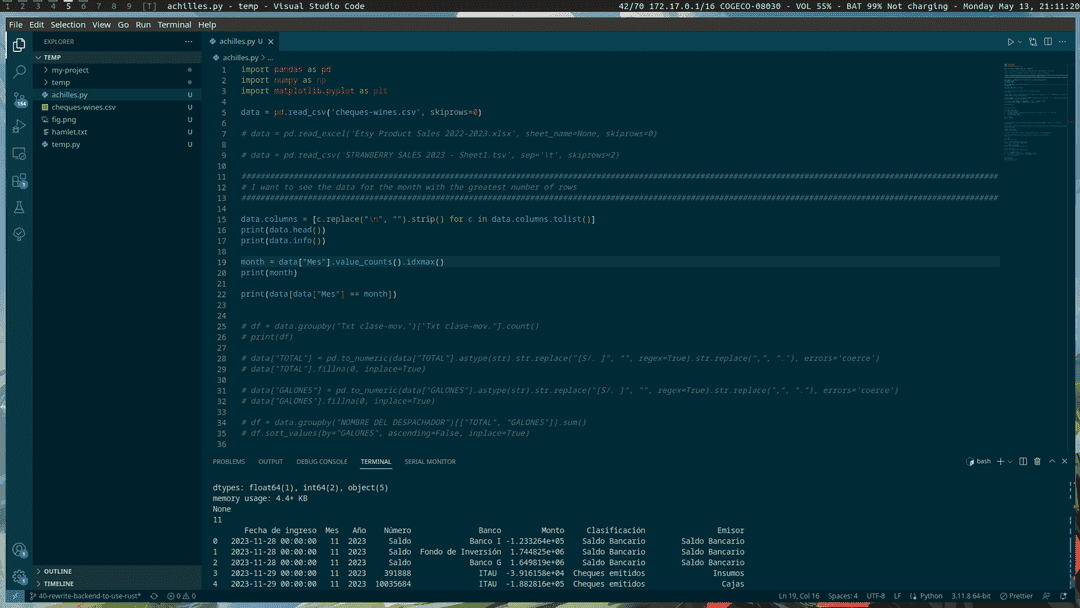 1 2 3 4 5 6 7 8 9 [T] achilles.py - temp - Visual Studio Code 42/70 172.17.0.1/16 COGECO-08030 - VOL 55% - BAT 99% Not charging - Monday May 13, 21:11:20
File Edit Selection View Go Run Terminal Help
EXPLORER ...
TEMP
my-project
temp
achilles.py U
cheques-wines.csv U
fig.png U
hamlet.txt U
temp.py U
OUTLINE
TIMELINE
184
achilles.py U
achilles.py > ...
1 import pandas as pd
2 import numpy as np
3 import matplotlib.pyplot as plt
4
5 data = pd.read_csv('cheques-wines.csv', skiprows=0)
6
7 # data = pd.read_excel('Etsy Product Sales 2022-2023.xlsx', sheet_name=None, skiprows=0)
8
9 # data = pd.read_csv('STRAWBERRY SALES 2023 - Sheet1.tsv', sep='\t', skiprows=2)
10
11
12 # I want to see the data for the month with the greatest number of rows
13
14
15 data.columns = [c.replace("\n", "").strip() for c in data.columns.tolist()]
16 print(data.head())
17 print(data.info())
18
19 month = data["Mes"].value_counts().idxmax()
20 print(month)
21
22 print(data[data["Mes"] == month])
23
24
25 # df = data.groupby("Txt clase-mov.")["Txt clase-mov."].count()
26 # print(df)
27
28 # data["TOTAL"] = pd.to_numeric(data["TOTAL"].astype(str).str.replace("[S/. ]", "", regex=True).str.replace(",", "."), errors='coerce')
29 # data["TOTAL"].fillna(0, inplace=True)
30
31 # data["GALONES"] = pd.to_numeric(data["GALONES"].astype(str).str.replace("[S/. ]", "", regex=True).str.replace(",", "."), errors='coerce')
32 # data["GALONES"].fillna(0, inplace=True)
33
34 # df = data.groupby("NOMBRE DEL DESPACHADOR")[["TOTAL", "GALONES"]].sum()
35 # df.sort_values(by="GALONES", ascending=False, inplace=True)
36
PROBLEMS OUTPUT DEBUG CONSOLE TERMINAL SERIAL MONITOR bash
dtypes: float64(1), int64(2), object(5)
memory usage: 4.4+ KB
None
11
Fecha de ingreso Mes Año Número Banco Monto Clasificación Emisor
0 2023-11-28 00:00:00 11 2023 Saldo Banco I -1.233264e+05 Saldo Bancario Saldo Bancario
1 2023-11-28 00:00:00 11 2023 Saldo Fondo de Inversión 1.744825e+06 Saldo Bancario Saldo Bancario
2 2023-11-28 00:00:00 11 2023 Saldo Banco G 1.649819e+06 Saldo Bancario Saldo Bancario
3 2023-11-29 00:00:00 11 2023 391888 ITAU -3.916158e+04 Cheques emitidos Insumos
4 2023-11-29 00:00:00 11 2023 10035684 ITAU -1.882816e+05 Cheques emitidos Cajas
40-rewrite-backend-to-use-rust* 0 0 Ln 19, Col 16 Spaces: 4 UTF-8 LF Python 3.11.8 64-bit Prettier